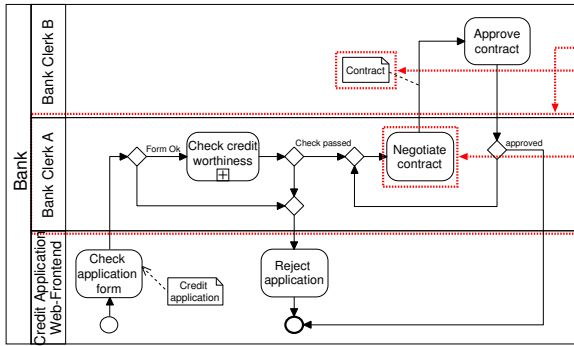 Bank
Bank Clerk B
Approve
contract
Contract
Bank Clerk A
Form Ok
Check credit
worthiness
Check passed
Negotiate
contract
approved
Credit Application
Web-Frontend
Check
application
form
Credit
application
Reject
application